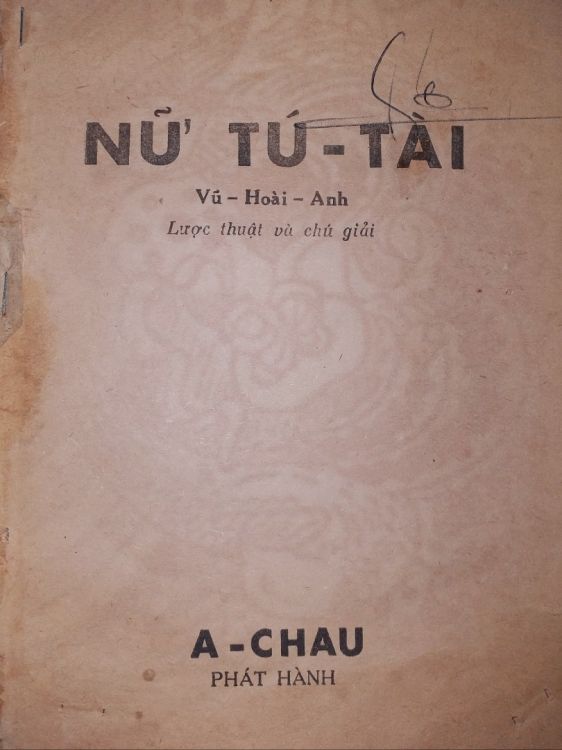 NỮ TÚ-TÀI
Vũ - Hoài - Anh
Lược thuật và chú giải
A-CHAU
PHÁT HÀNH